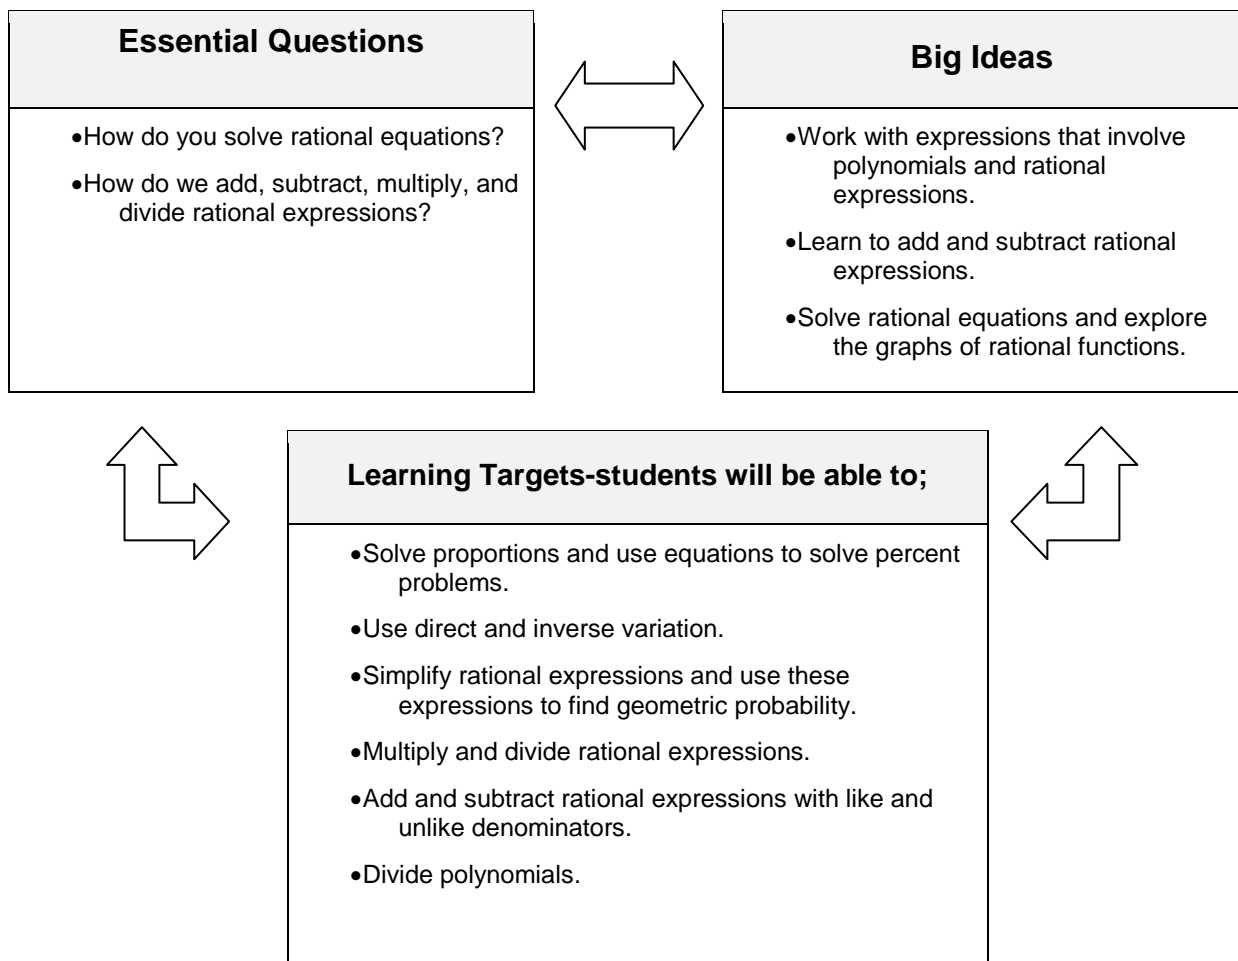 Essential Questions
•How do you solve rational equations?
•How do we add, subtract, multiply, and
divide rational expressions?
Big Ideas
•Work with expressions that involve
polynomials and rational
expressions.
•Learn to add and subtract rational
expressions.
•Solve rational equations and explore
the graphs of rational functions.
Learning Targets-students will be able to;
•Solve proportions and use equations to solve percent
problems.
•Use direct and inverse variation.
•Simplify rational expressions and use these
expressions to find geometric probability.
•Multiply and divide rational expressions.
•Add and subtract rational expressions with like and
unlike denominators.
•Divide polynomials.